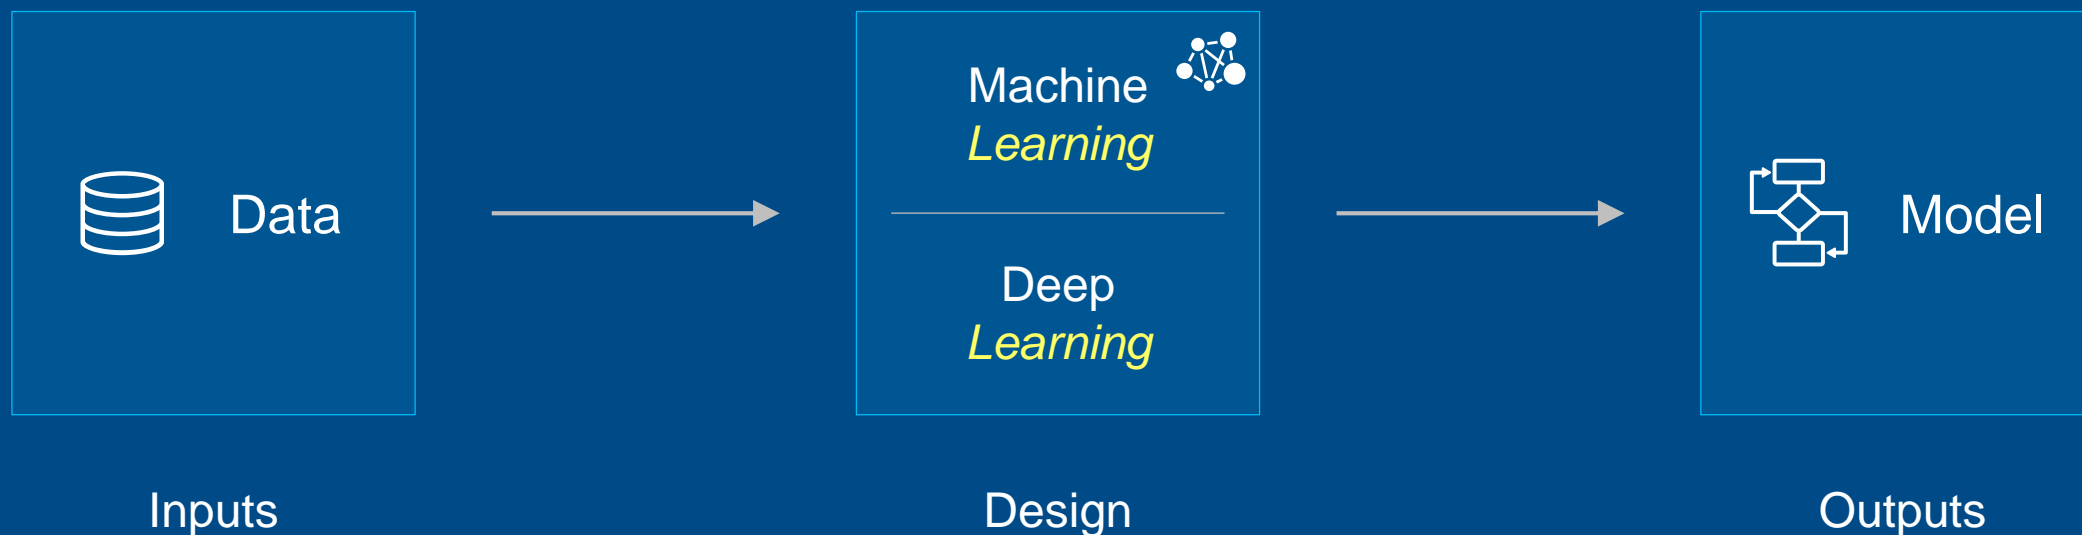 Data
Machine
Learning
Deep
Learning
Model
Inputs
Design
Outputs